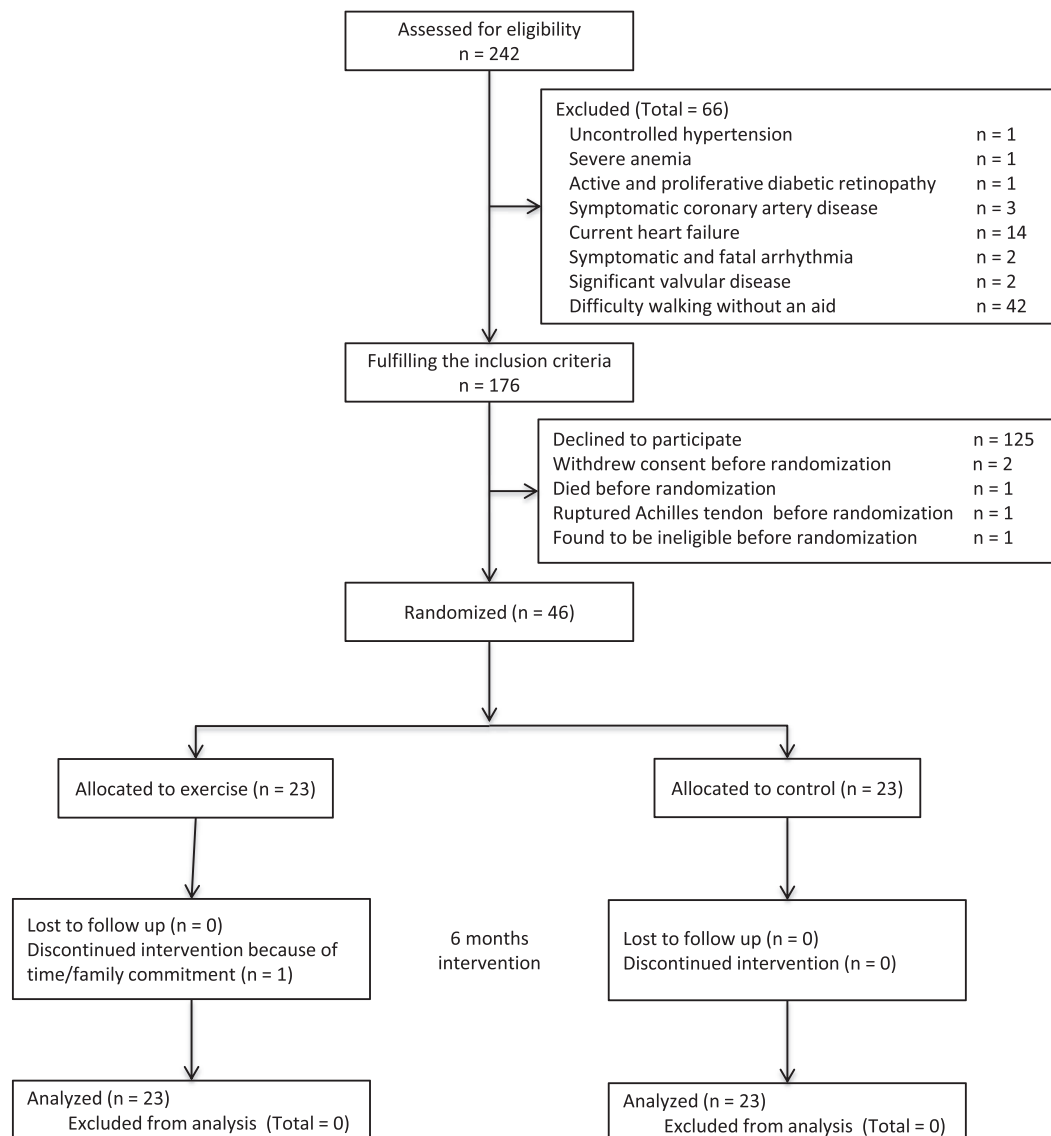 Assessed for eligibility
n = 242
Excluded (Total = 66)
Uncontrolled hypertension n = 1
Severe anemia n = 1
Active and proliferative diabetic retinopathy n = 1
Symptomatic coronary artery disease n = 3
Current heart failure n = 14
Symptomatic and fatal arrhythmia n = 2
Significant valvular disease n = 2
Difficulty walking without an aid n = 42
Fulfilling the inclusion criteria
n = 176
Declined to participate n = 125
Withdrew consent before randomization n = 2
Died before randomization n = 1
Ruptured Achilles tendon before randomization n = 1
Found to be ineligible before randomization n = 1
Randomized (n = 46)
Allocated to exercise (n = 23)
Allocated to control (n = 23)
Lost to follow up (n = 0)
Discontinued intervention because of
time/family commitment (n = 1)
6 months
intervention
Lost to follow up (n = 0)
Discontinued intervention (n = 0)
Analyzed (n = 23)
Excluded from analysis (Total = 0)
Analyzed (n = 23)
Excluded from analysis (Total = 0)